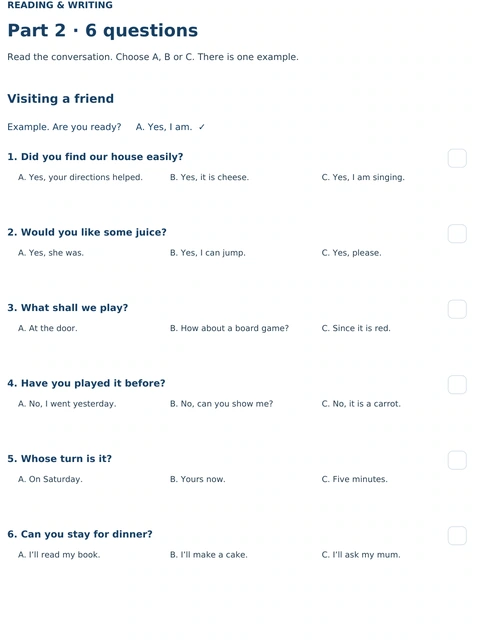 READING & WRITING
Part 2 · 6 questions
Read the conversation. Choose A, B or C. There is one example.
Visiting a friend
Example. Are you ready? A. Yes, I am. ✓
1. Did you find our house easily?
A. Yes, your directions helped. B. Yes, it is cheese. C. Yes, I am singing.
2. Would you like some juice?
A. Yes, she was. B. Yes, I can jump. C. Yes, please.
3. What shall we play?
A. At the door. B. How about a board game? C. Since it is red.
4. Have you played it before?
A. No, I went yesterday. B. No, can you show me? C. No, it is a carrot.
5. Whose turn is it?
A. On Saturday. B. Yours now. C. Five minutes.
6. Can you stay for dinner?
A. I’ll read my book. B. I’ll make a cake. C. I’ll ask my mum.